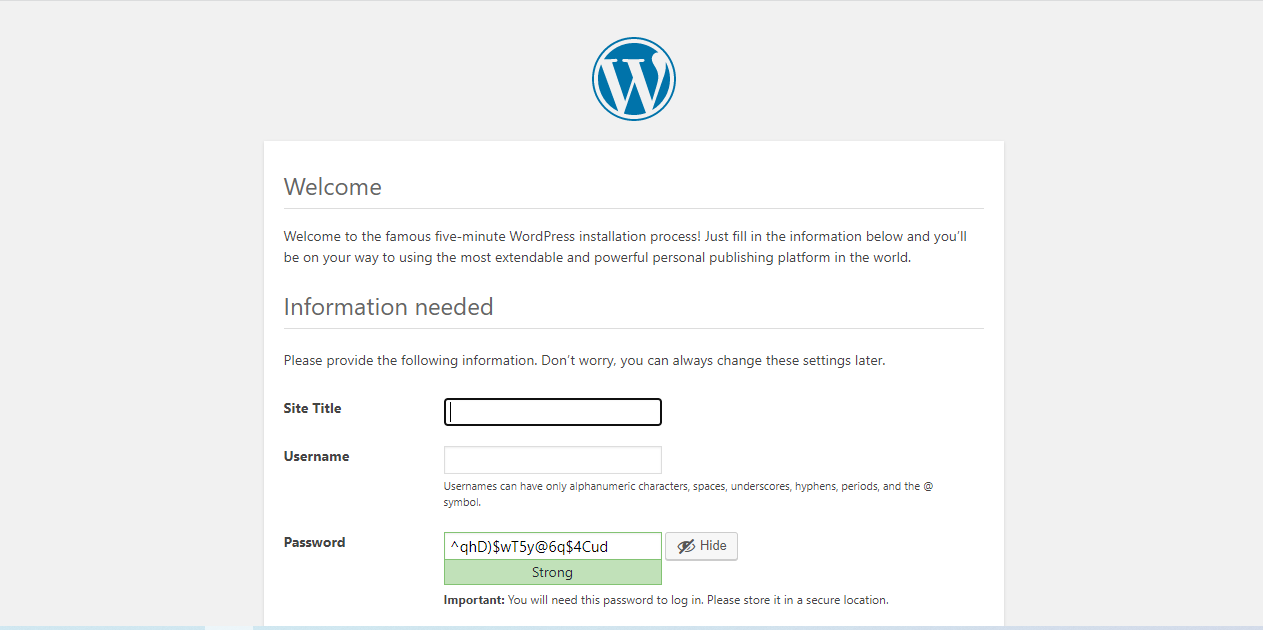 Welcome
Welcome to the famous five-minute WordPress installation process! Just fill in the information below and you’ll
be on your way to using the most extendable and powerful personal publishing platform in the world.
Information needed
Please provide the following information. Don’t worry, you can always change these settings later.
Site Title
Username
Usernames can have only alphanumeric characters, spaces, underscores, hyphens, periods, and the @
symbol.
Password
^qhD)$wT5y@6q$4Cud
Hide
Strong
Important: You will need this password to log in. Please store it in a secure location.